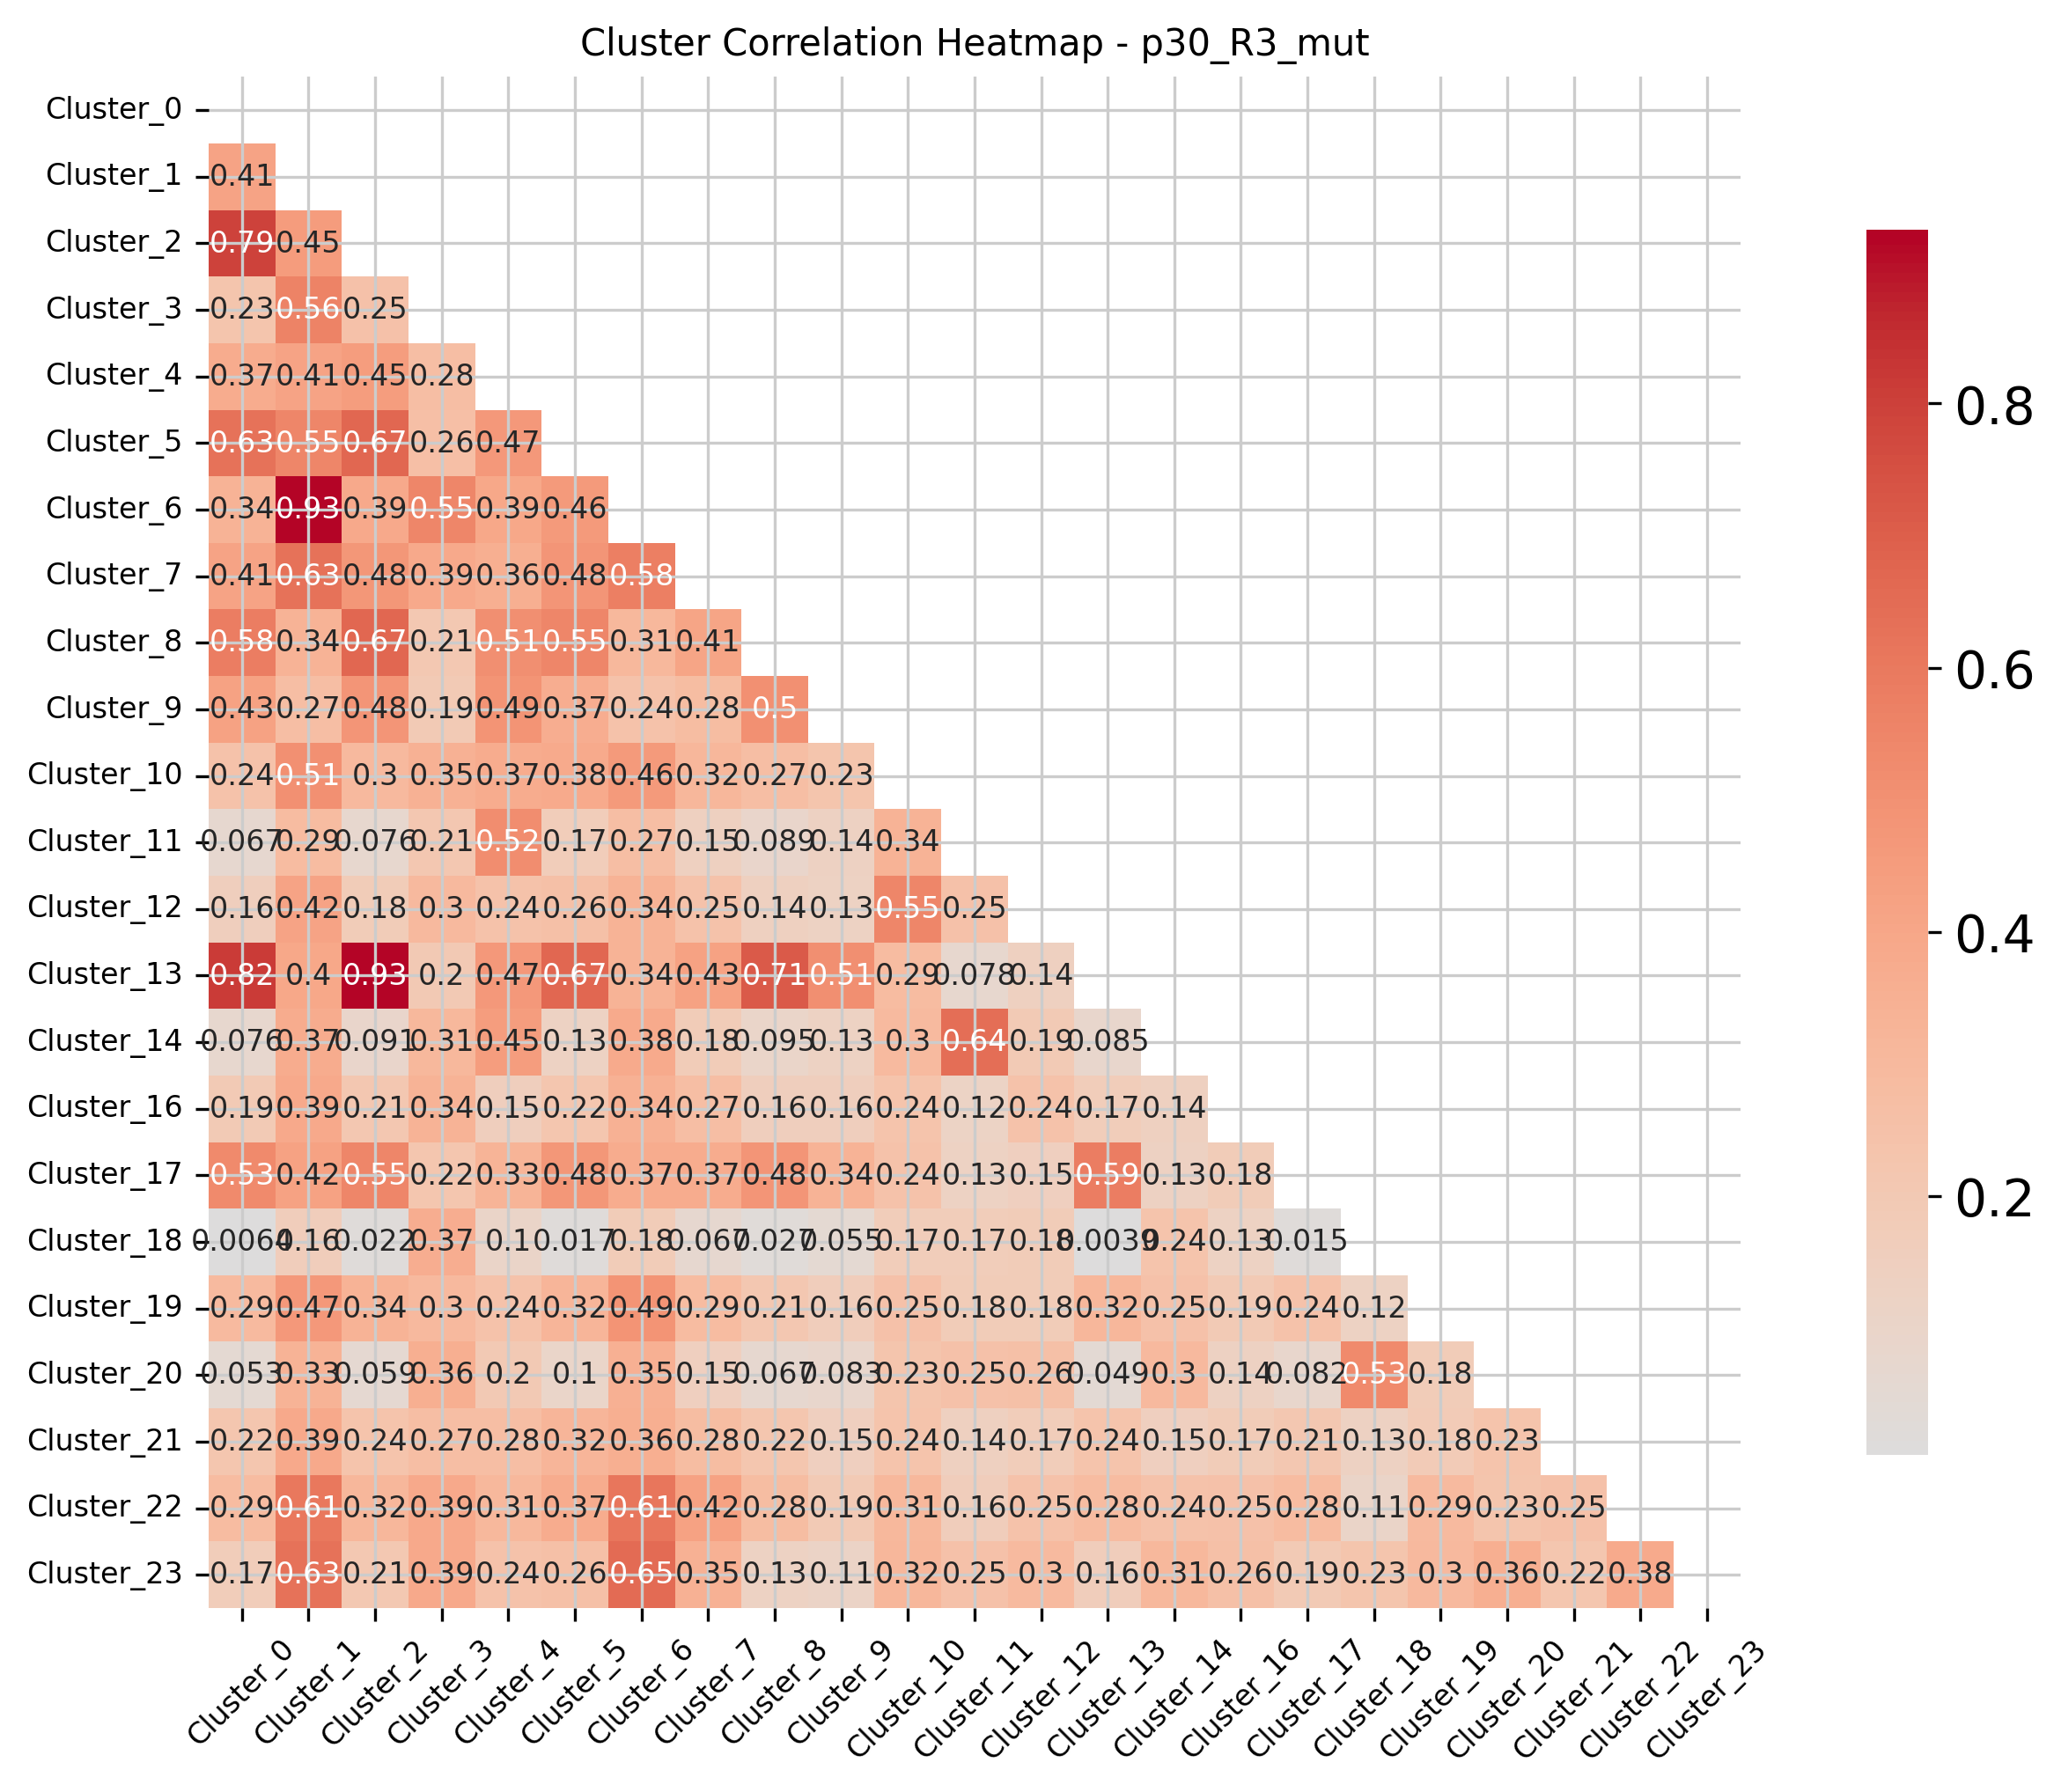 Cluster Correlation Heatmap - p30_R3_mut
Cluster_0
Cluster_1 0.41
Cluster_2 0.79 0.45
Cluster_3 0.23 0.56 0.25
Cluster_4 0.37 0.41 0.45 0.28
Cluster_5 0.63 0.55 0.67 0.26 0.47
Cluster_6 0.34 0.93 0.39 0.55 0.39 0.46
Cluster_7 0.41 0.63 0.48 0.39 0.36 0.48 0.58
Cluster_8 0.58 0.34 0.67 0.21 0.51 0.55 0.31 0.41
Cluster_9 0.43 0.27 0.48 0.19 0.49 0.37 0.24 0.28 0.5
Cluster_10 0.24 0.51 0.3 0.35 0.37 0.38 0.46 0.32 0.27 0.23
Cluster_11 0.067 0.29 0.076 0.21 0.52 0.17 0.27 0.15 0.089 0.14 0.34
Cluster_12 0.16 0.42 0.18 0.3 0.24 0.26 0.34 0.25 0.14 0.13 0.55 0.25
Cluster_13 0.82 0.4 0.93 0.2 0.47 0.67 0.34 0.43 0.71 0.51 0.29 0.078 0.14
Cluster_14 0.076 0.37 0.091 0.31 0.45 0.13 0.38 0.18 0.095 0.13 0.3 0.64 0.19 0.085
Cluster_16 0.19 0.39 0.21 0.34 0.15 0.22 0.34 0.27 0.16 0.16 0.24 0.12 0.24 0.17 0.14
Cluster_17 0.53 0.42 0.55 0.22 0.33 0.48 0.37 0.37 0.48 0.34 0.24 0.13 0.15 0.59 0.13 0.18
Cluster_18 0.0064 0.16 0.022 0.37 0.1 0.017 0.18 0.067 0.027 0.055 0.17 0.17 0.18 0.0039 0.24 0.13 0.015
Cluster_19 0.29 0.47 0.34 0.3 0.24 0.32 0.49 0.29 0.21 0.16 0.25 0.18 0.18 0.32 0.25 0.19 0.24 0.12
Cluster_20 0.053 0.33 0.059 0.36 0.2 0.1 0.35 0.15 0.067 0.083 0.23 0.25 0.26 0.049 0.3 0.14 0.082 0.53 0.18
Cluster_21 0.22 0.39 0.24 0.27 0.28 0.32 0.36 0.28 0.22 0.15 0.24 0.14 0.17 0.24 0.15 0.17 0.21 0.13 0.18 0.23
Cluster_22 0.29 0.61 0.32 0.39 0.31 0.37 0.61 0.42 0.28 0.19 0.31 0.16 0.25 0.28 0.24 0.25 0.28 0.11 0.29 0.23 0.25
Cluster_23 0.17 0.63 0.21 0.39 0.24 0.26 0.65 0.35 0.13 0.11 0.32 0.25 0.3 0.16 0.31 0.26 0.19 0.23 0.3 0.36 0.22 0.38
Cluster_0 Cluster_1 Cluster_2 Cluster_3 Cluster_4 Cluster_5 Cluster_6 Cluster_7 Cluster_8 Cluster_9 Cluster_10 Cluster_11 Cluster_12 Cluster_13 Cluster_14 Cluster_16 Cluster_17 Cluster_18 Cluster_19 Cluster_20 Cluster_21 Cluster_22 Cluster_23
0.8
0.6
0.4
0.2